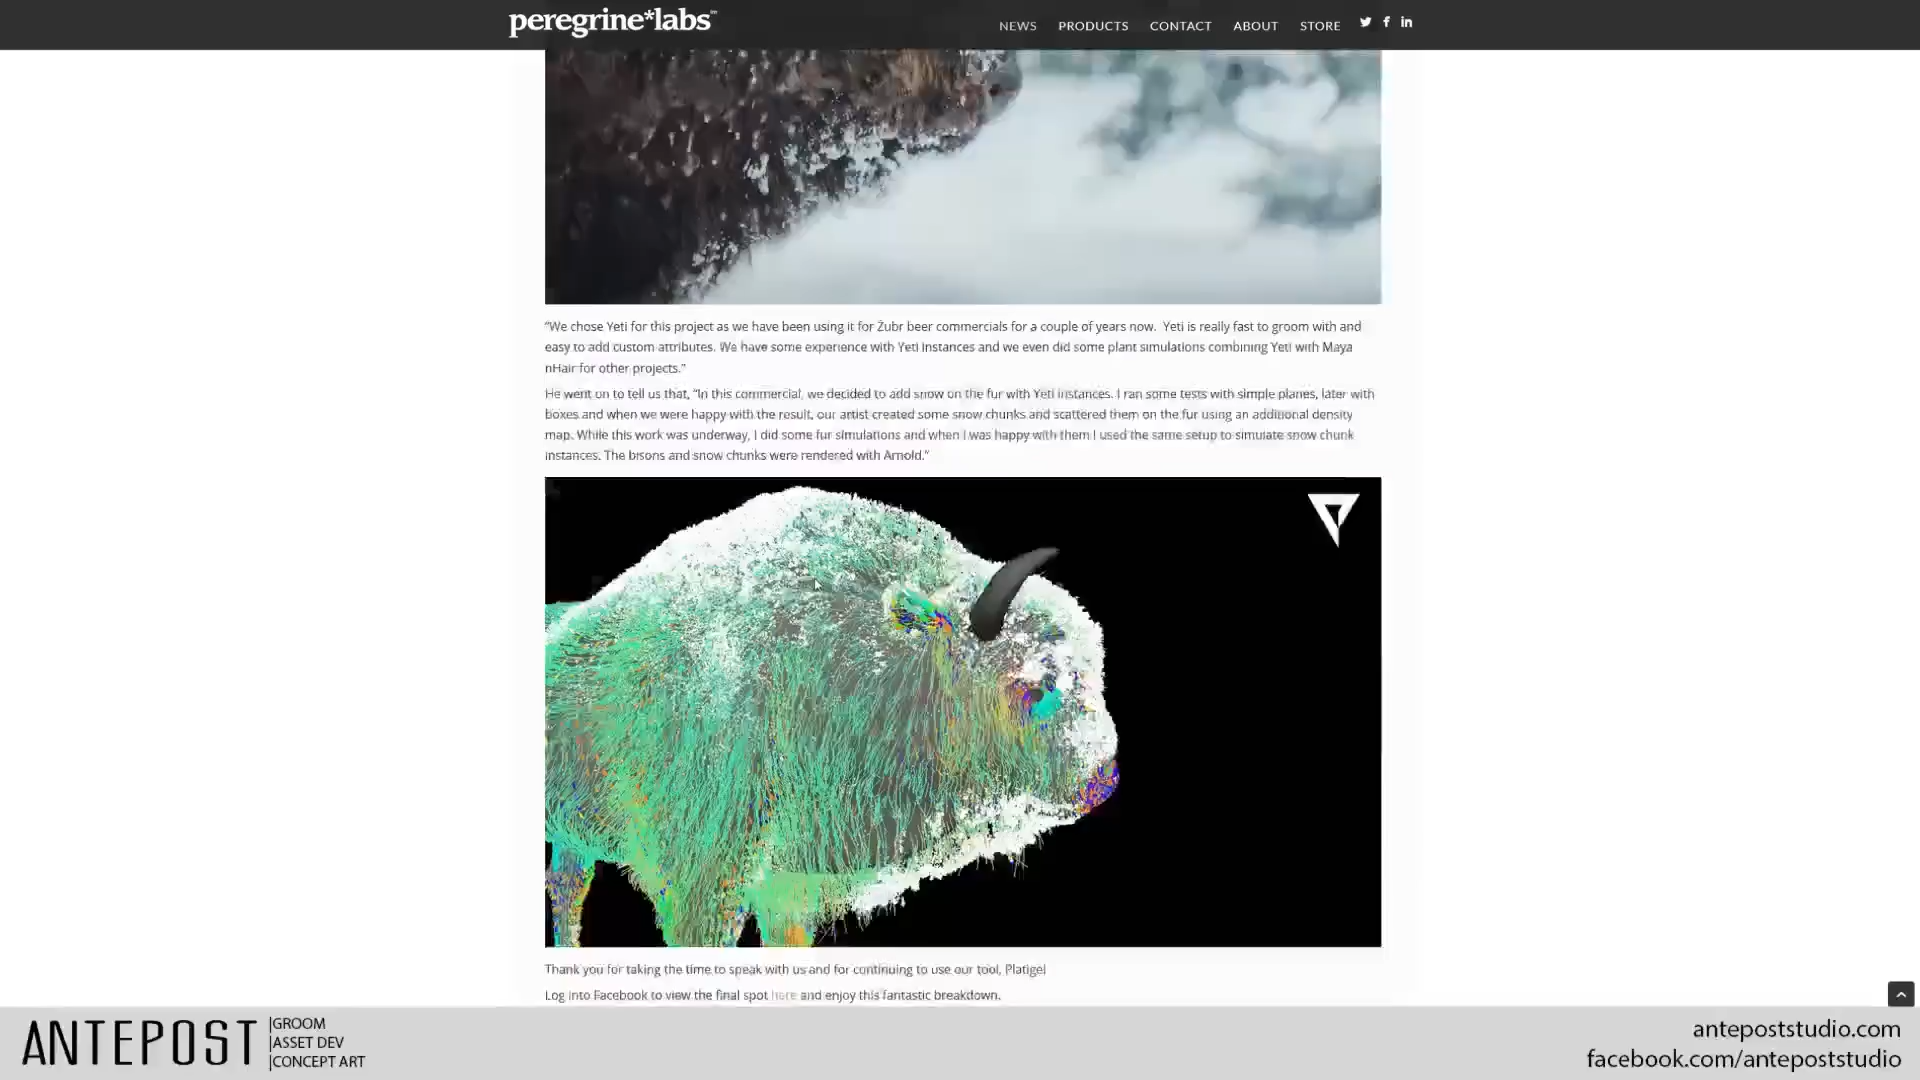 peregrine*labs™
NEWS PRODUCTS CONTACT ABOUT STORE
“We chose Yeti for this project as we have been using it for Żubr beer commercials for a couple of years now. Yeti is really fast to groom with and
easy to add custom attributes. We have some experience with Yeti instances and we even did some plant simulations combining Yeti with Maya
nHair for other projects.”
He went on to tell us that, “In this commercial, we decided to add snow on the fur with Yeti instances. I ran some tests with simple planes, later with
boxes and when we were happy with the result, our artist created some snow chunks and scattered them on the fur using an additional density
map. While this work was underway, I did some fur simulations and when I was happy with them I used the same setup to simulate snow chunk
instances. The bisons and snow chunks were rendered with Arnold.”
Thank you for taking the time to speak with us and for continuing to use our tool, Platige!
Log into Facebook to view the final spot here and enjoy this fantastic breakdown.
ANTEPOST
|GROOM
|ASSET DEV
|CONCEPT ART
antepoststudio.com
facebook.com/antepoststudio